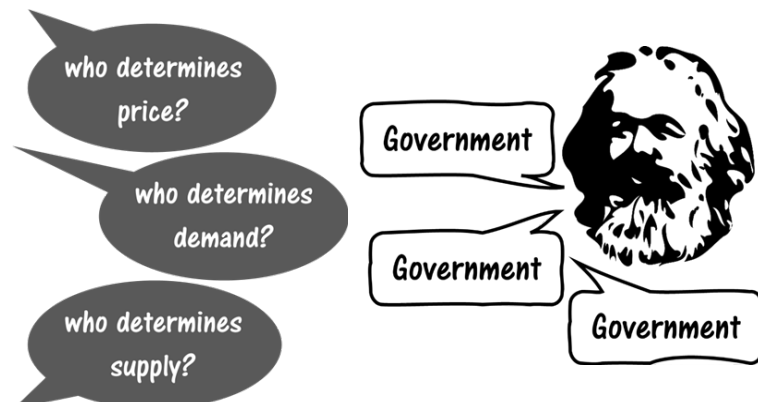 who determines
price?
Government
who determines
demand?
Government
who determines
supply?
Government